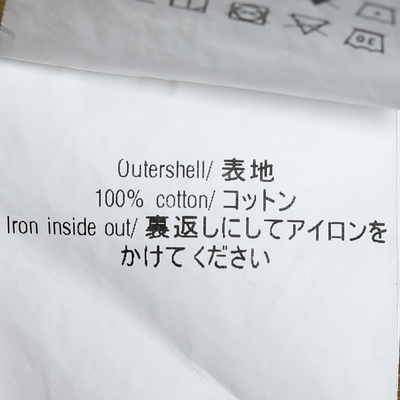 Outershell/ 表地
100% cotton/ コットン
Iron inside out/ 裏返しにしてアイロンを
かけてください